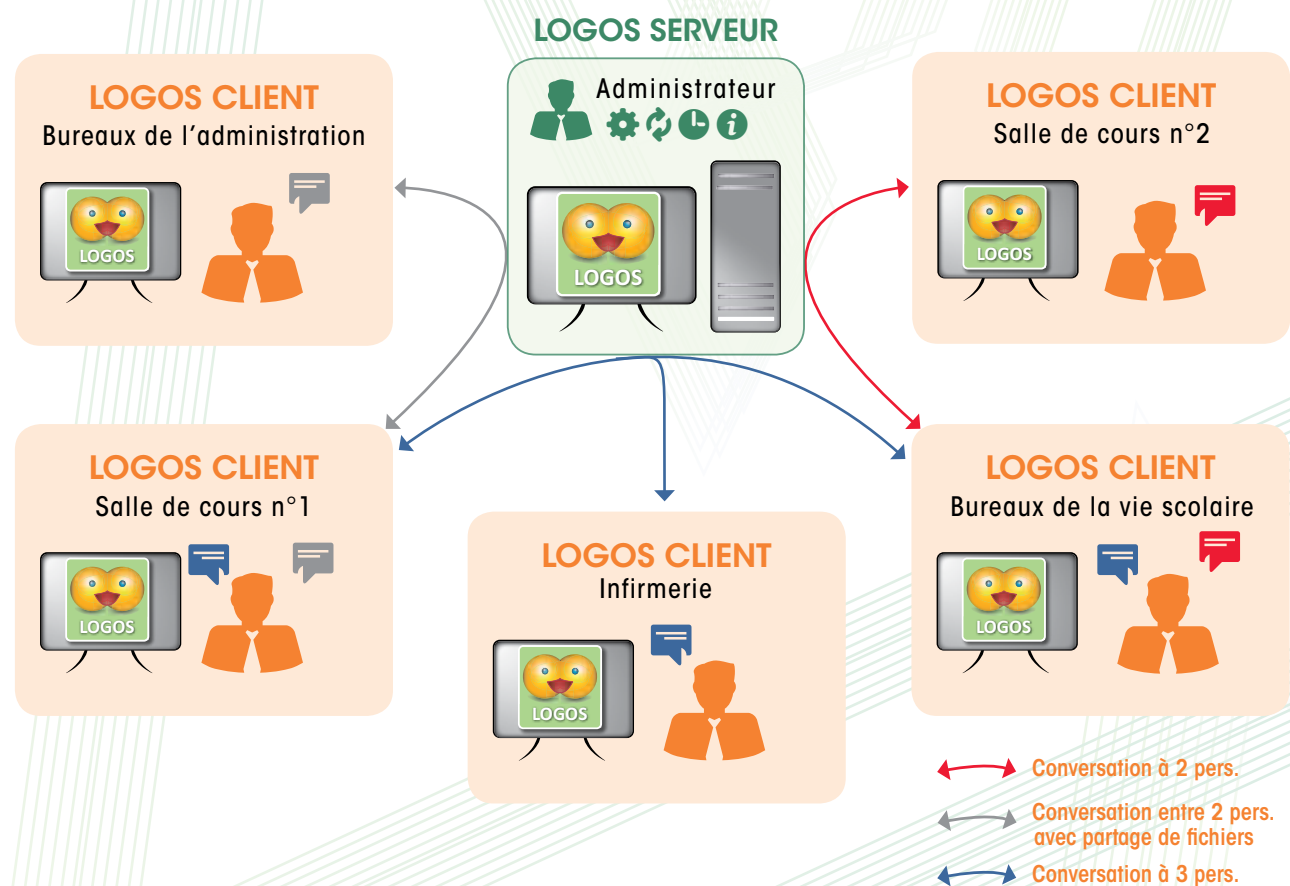 LOGOS SERVEUR
Administrateur
LOGOS
LOGOS CLIENT
Bureaux de l'administration
LOGOS
LOGOS CLIENT
Salle de cours n°2
LOGOS
LOGOS CLIENT
Salle de cours n°1
LOGOS
LOGOS CLIENT
Infirmerie
LOGOS
LOGOS CLIENT
Bureaux de la vie scolaire
LOGOS
Conversation à 2 pers.
Conversation entre 2 pers.
avec partage de fichiers
Conversation à 3 pers.